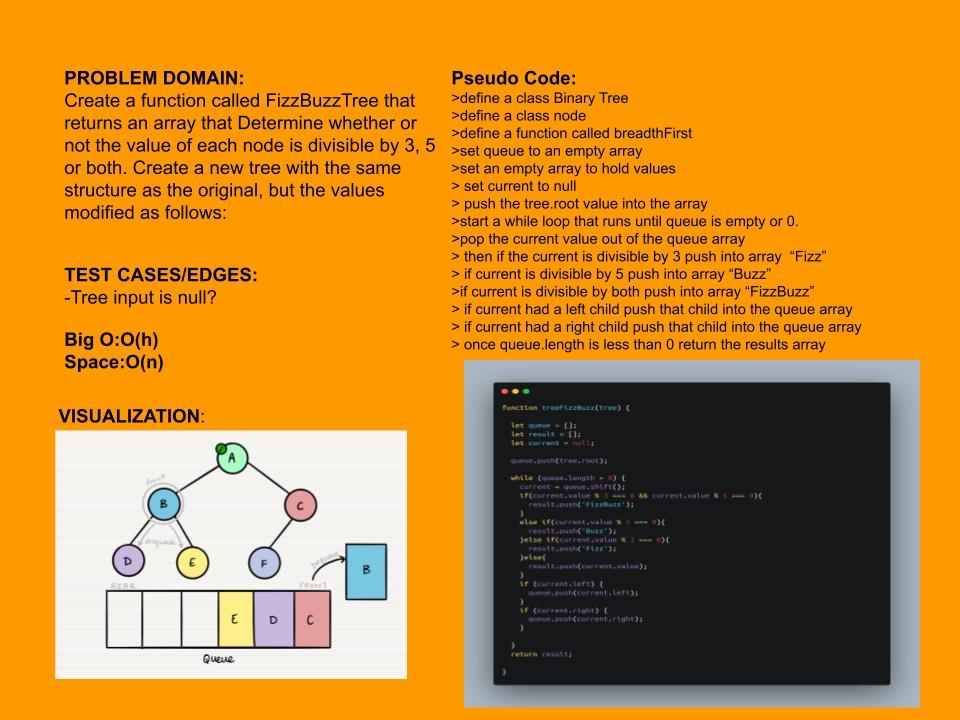 PROBLEM DOMAIN:
Create a function called FizzBuzzTree that
returns an array that Determine whether or
not the value of each node is divisible by 3, 5
or both. Create a new tree with the same
structure as the original, but the values
modified as follows:
TEST CASES/EDGES:
-Tree input is null?
Big O:O(h)
Space:O(n)
VISUALIZATION:
A
front
B
C
enqueue
D
E
F
REAR
FRONT
dequeue
B
E
D
C
Queue
Pseudo Code:
>define a class Binary Tree
>define a class node
>define a function called breadthFirst
>set queue to an empty array
>set an empty array to hold values
> set current to null
> push the tree.root value into the array
>start a while loop that runs until queue is empty or 0.
>pop the current value out of the queue array
> then if the current is divisible by 3 push into array “Fizz”
> if current is divisible by 5 push into array “Buzz”
>if current is divisible by both push into array “FizzBuzz”
> if current had a left child push that child into the queue array
> if current had a right child push that child into the queue array
> once queue.length is less than 0 return the results array
function treeFizzBuzz(tree) {
let queue = [];
let result = [];
let current = null;
queue.push(tree.root);
while (queue.length > 0) {
current = queue.shift();
if(current.value % 3 === 0 && current.value % 5 === 0){
result.push('FizzBuzz');
}
else if(current.value % 5 === 0){
result.push('Buzz');
}else if(current.value % 3 === 0){
result.push('Fizz');
}else{
result.push(current.value);
}
if (current.left) {
queue.push(current.left);
}
if (current.right) {
queue.push(current.right);
}
}
return result;
}